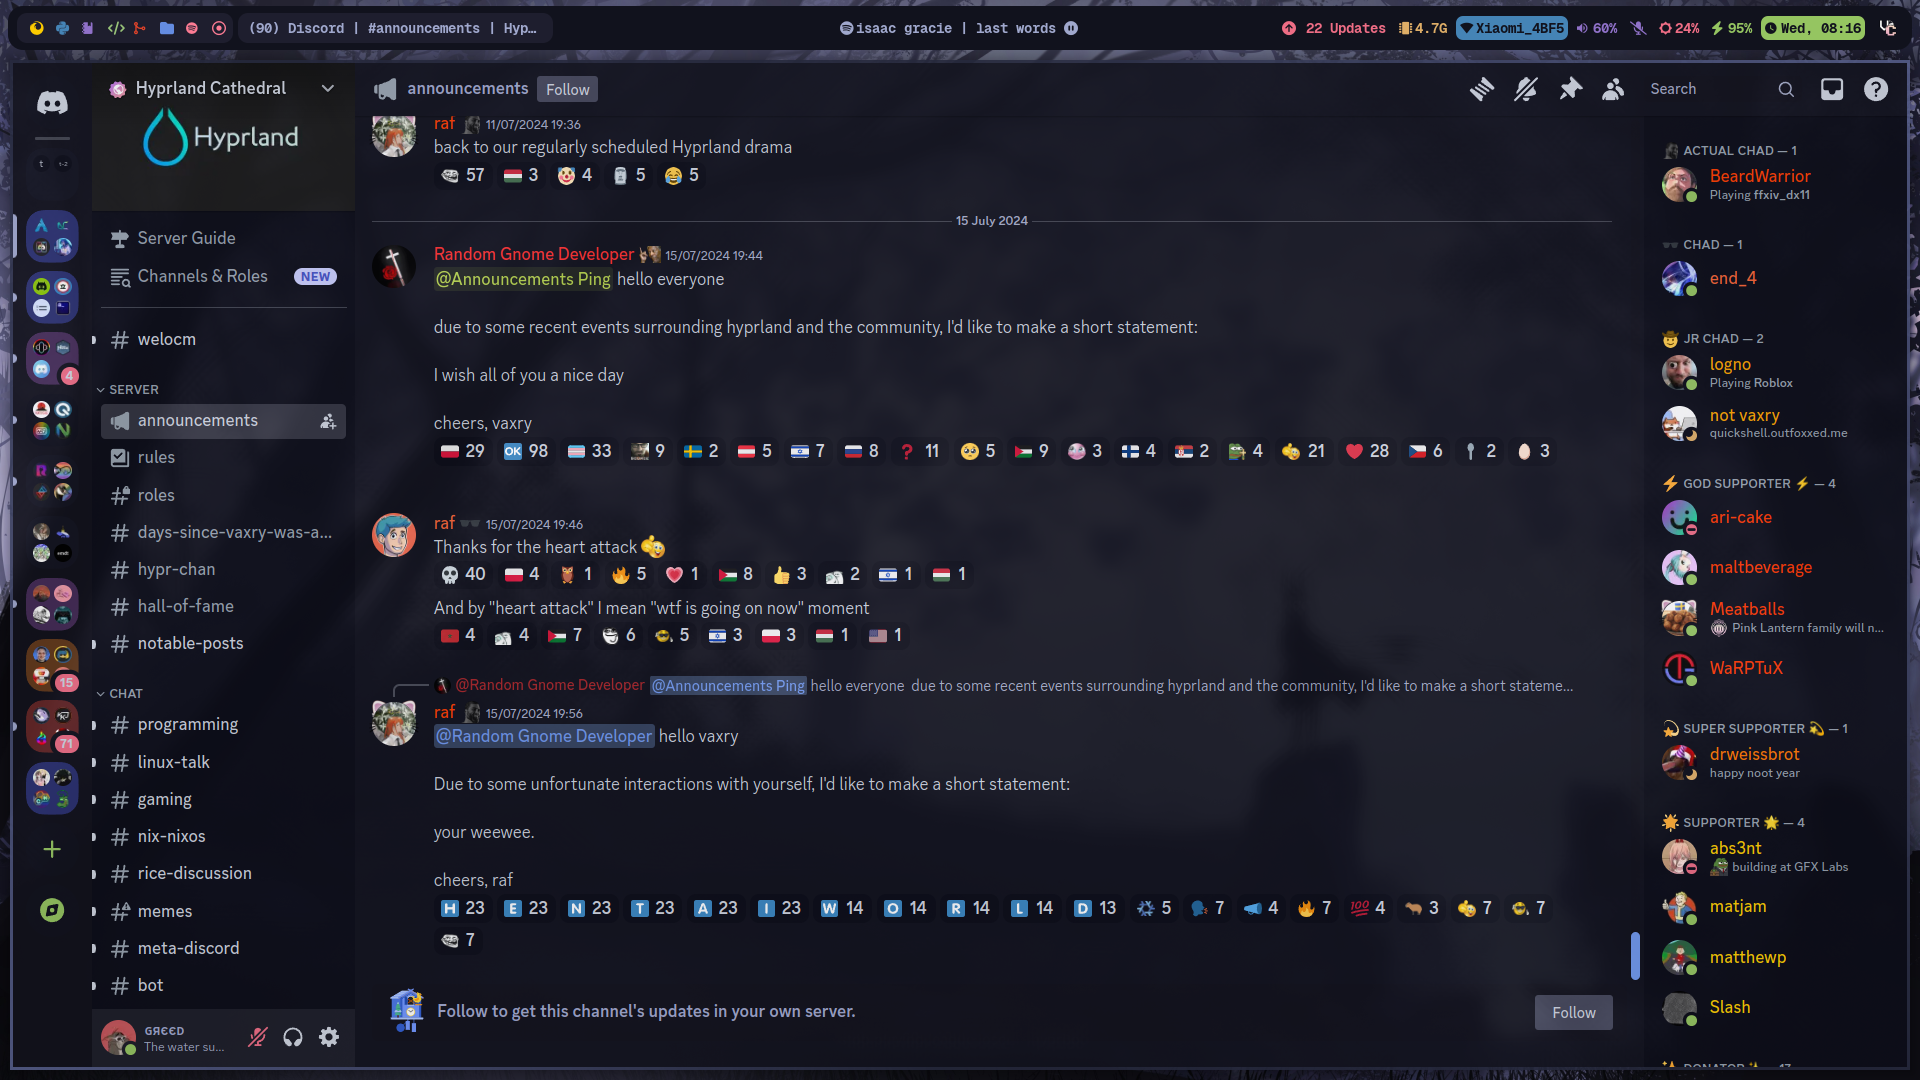 (90) Discord | #announcements | Hyp…
isaac gracie | last words
22 Updates
4.7G
Xiaomi_4BF5
60%
24%
95%
Wed, 08:16
Hyprland Cathedral
Hyprland
Server Guide
Channels & Roles
NEW
welocm
SERVER
announcements
rules
roles
days-since-vaxry-was-a...
hypr-chan
hall-of-fame
notable-posts
CHAT
programming
linux-talk
gaming
nix-nixos
rice-discussion
memes
meta-discord
bot
4
15
71
The water su...
announcements
Follow
Search
raf 11/07/2024 19:36
back to our regularly scheduled Hyprland drama
57 3 4 5 5
15 July 2024
Random Gnome Developer 15/07/2024 19:44
@Announcements Ping hello everyone
due to some recent events surrounding hyprland and the community, I'd like to make a short statement:
I wish all of you a nice day
cheers, vaxry
29 OK 98 33 9 2 5 7 8 11 5 9 3 4 2 4 21 28 6 2 3
raf 15/07/2024 19:46
Thanks for the heart attack
40 4 1 5 1 8 3 2 1 1
And by "heart attack" I mean "wtf is going on now" moment
4 4 7 6 5 3 3 1 1
@Random Gnome Developer @Announcements Ping hello everyone due to some recent events surrounding hyprland and the community, I'd like to make a short stateme...
raf 15/07/2024 19:56
@Random Gnome Developer hello vaxry
Due to some unfortunate interactions with yourself, I'd like to make a short statement:
your weewee.
cheers, raf
H 23 E 23 N 23 T 23 A 23 I 23 W 14 O 14 R 14 L 14 D 13 5 7 4 7 100 4 3 7 7
7
Follow to get this channel's updates in your own server.
Follow
ACTUAL CHAD — 1
BeardWarrior
Playing ffxiv_dx11
CHAD — 1
end_4
JR CHAD — 2
logno
Playing Roblox
not vaxry
quickshell.outfoxxed.me
GOD SUPPORTER — 4
ari-cake
maltbeverage
Meatballs
Pink Lantern family will n...
WaRPTuX
SUPER SUPPORTER — 1
drweissbrot
happy noot year
SUPPORTER — 4
abs3nt
building at GFX Labs
matjam
matthewp
Slash